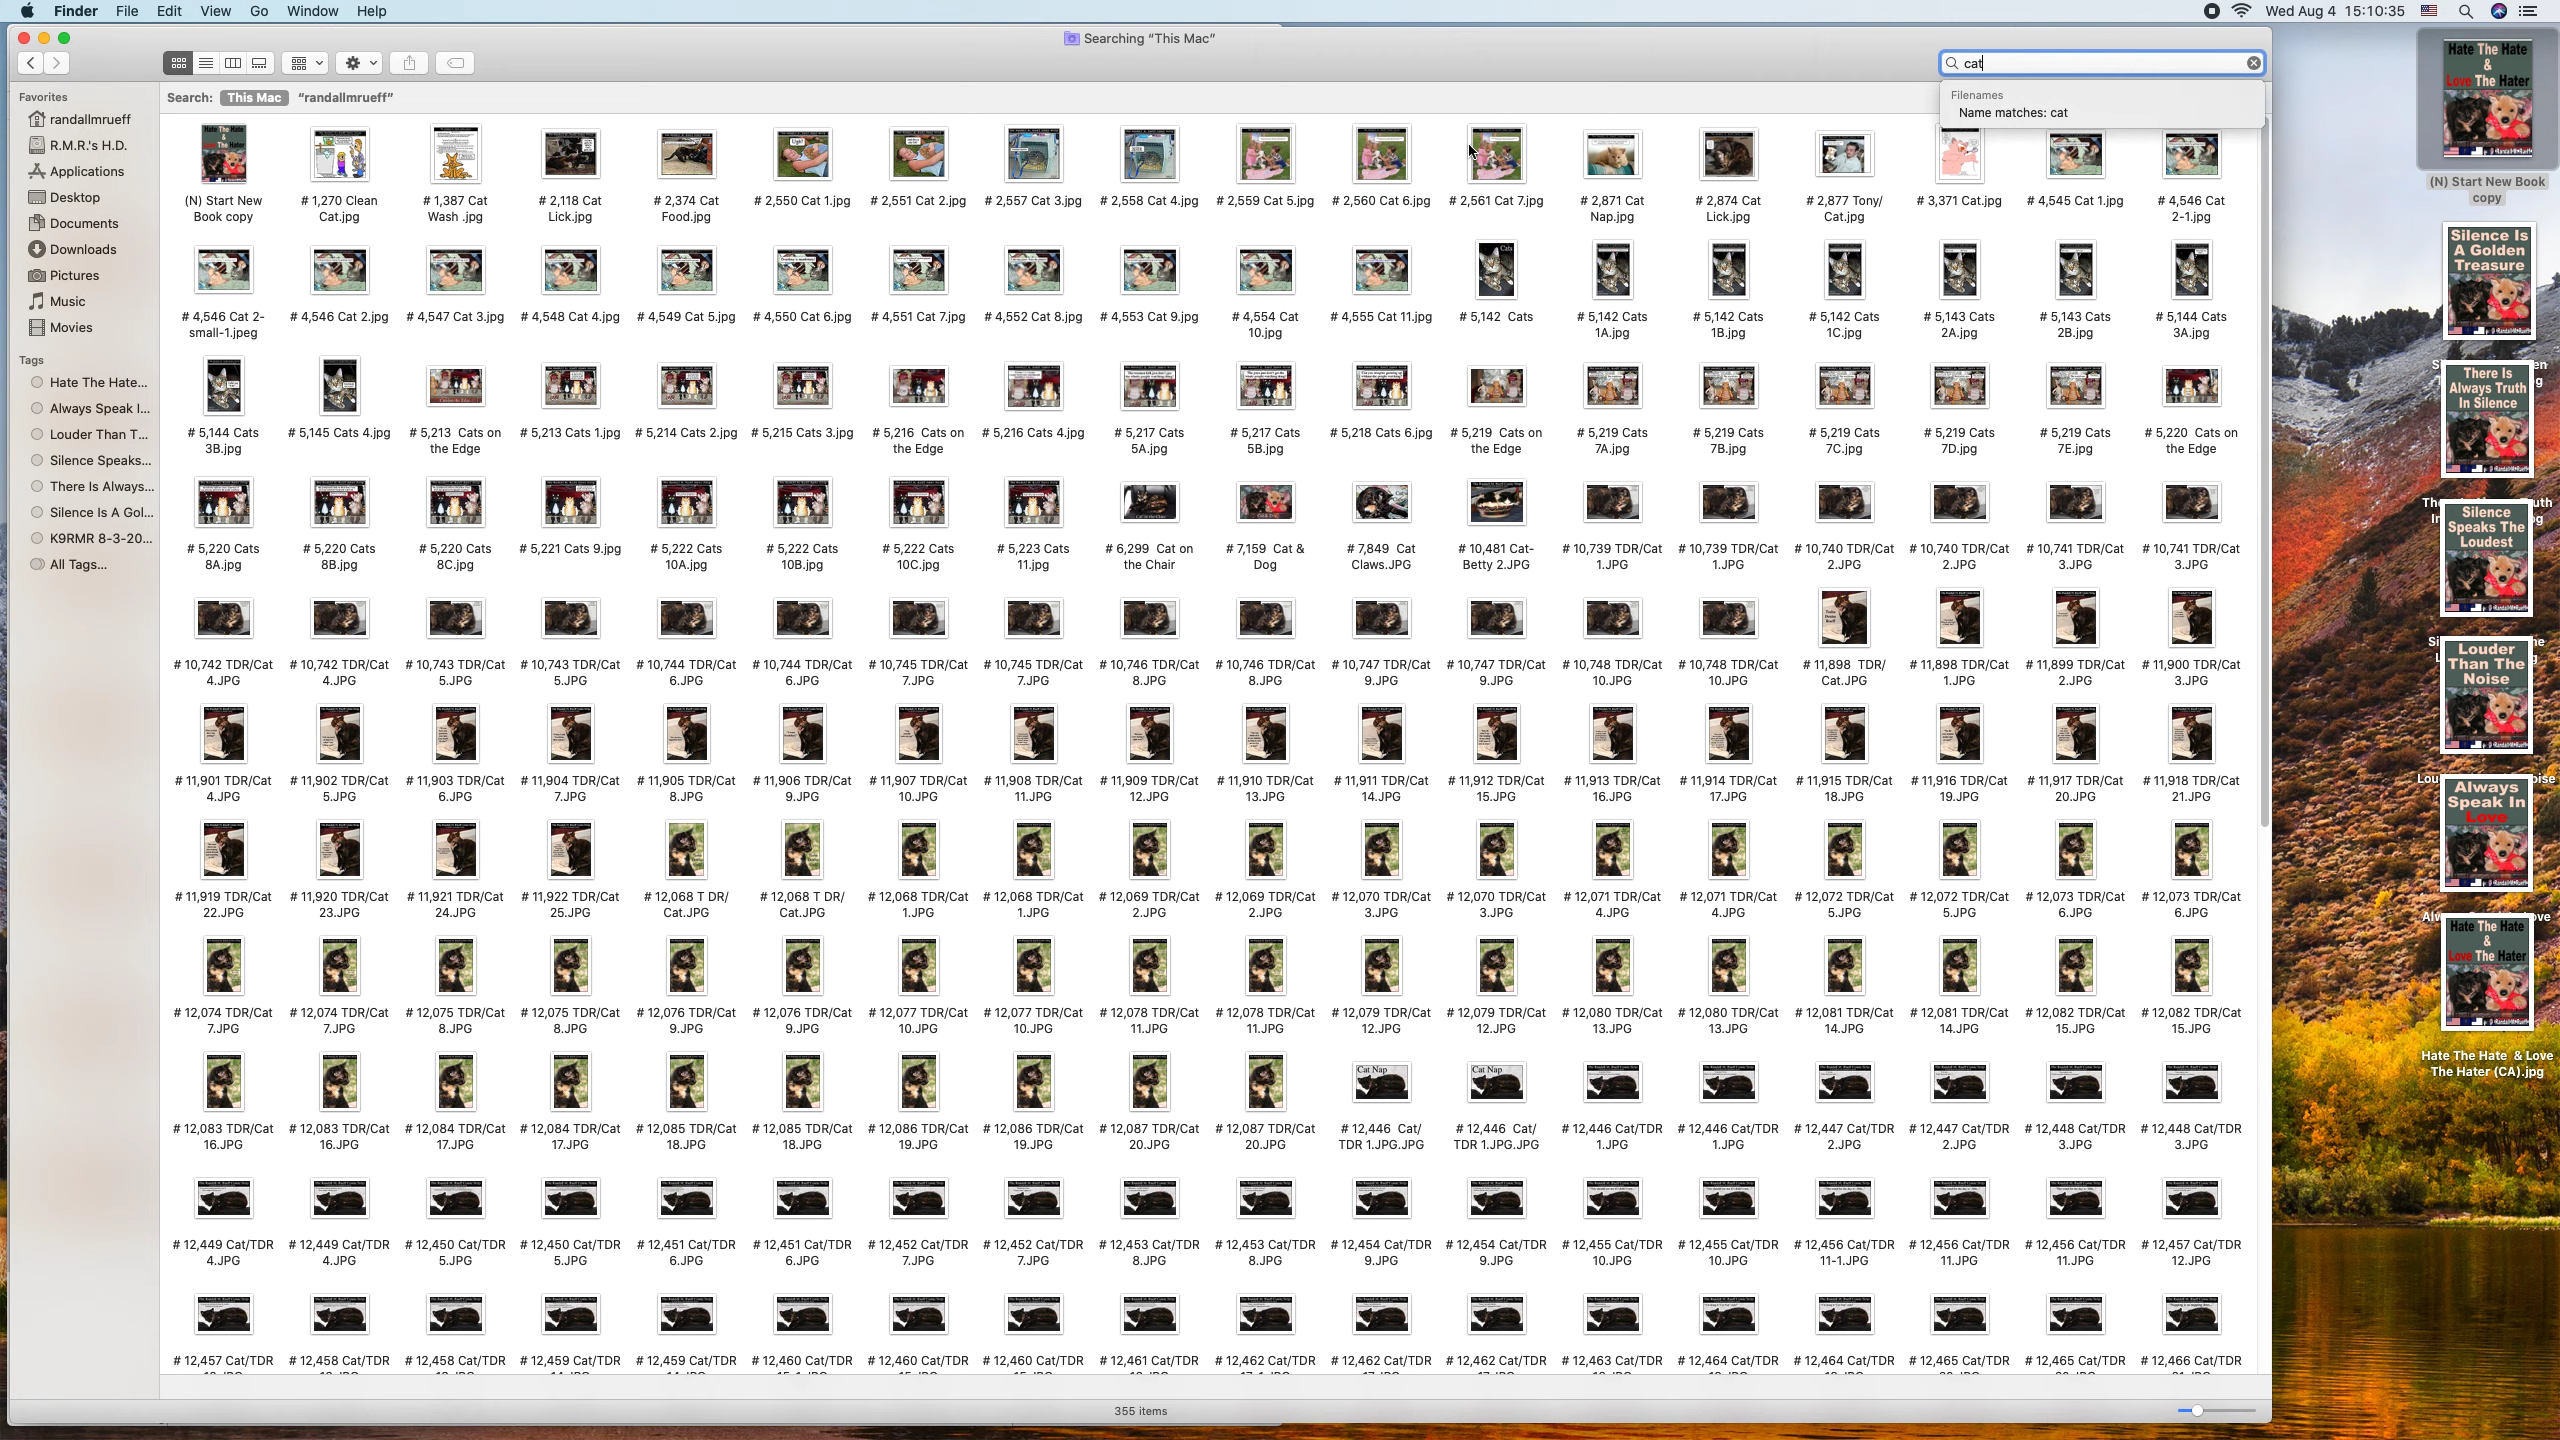 Finder File Edit View Go Window Help
Wed Aug 4 15:10:35
Searching “This Mac”
cat
Filenames
Name matches: cat
Search: This Mac “randallmrueff”
Favorites
randallmrueff
R.M.R.'s H.D.
Applications
Desktop
Documents
Downloads
Pictures
Music
Movies
Tags
Hate The Hate...
Always Speak I...
Louder Than T...
Silence Speaks...
There Is Always...
Silence Is A Gol...
K9RMR 8-3-20...
All Tags...
(N) Start New Book copy
# 1,270 Clean Cat.jpg
# 1,387 Cat Wash .jpg
# 2,118 Cat Lick.jpg
# 2,374 Cat Food.jpg
# 2,550 Cat 1.jpg
# 2,551 Cat 2.jpg
# 2,557 Cat 3.jpg
# 2,558 Cat 4.jpg
# 2,559 Cat 5.jpg
# 2,560 Cat 6.jpg
# 2,561 Cat 7.jpg
# 2,871 Cat Nap.jpg
# 2,874 Cat Lick.jpg
# 2,877 Tony/Cat.jpg
# 3,371 Cat.jpg
# 4,545 Cat 1.jpg
# 4,546 Cat 2-1.jpg
# 4,546 Cat 2-small-1.jpeg
# 4,546 Cat 2.jpg
# 4,547 Cat 3.jpg
# 4,548 Cat 4.jpg
# 4,549 Cat 5.jpg
# 4,550 Cat 6.jpg
# 4,551 Cat 7.jpg
# 4,552 Cat 8.jpg
# 4,553 Cat 9.jpg
# 4,554 Cat 10.jpg
# 4,555 Cat 11.jpg
# 5,142 Cats
# 5,142 Cats 1A.jpg
# 5,142 Cats 1B.jpg
# 5,142 Cats 1C.jpg
# 5,143 Cats 2A.jpg
# 5,143 Cats 2B.jpg
# 5,144 Cats 3A.jpg
# 5,144 Cats 3B.jpg
# 5,145 Cats 4.jpg
# 5,213 Cats on the Edge
# 5,213 Cats 1.jpg
# 5,214 Cats 2.jpg
# 5,215 Cats 3.jpg
# 5,216 Cats on the Edge
# 5,216 Cats 4.jpg
# 5,217 Cats 5A.jpg
# 5,217 Cats 5B.jpg
# 5,218 Cats 6.jpg
# 5,219 Cats on the Edge
# 5,219 Cats 7A.jpg
# 5,219 Cats 7B.jpg
# 5,219 Cats 7C.jpg
# 5,219 Cats 7D.jpg
# 5,219 Cats 7E.jpg
# 5,220 Cats on the Edge
# 5,220 Cats 8A.jpg
# 5,220 Cats 8B.jpg
# 5,220 Cats 8C.jpg
# 5,221 Cats 9.jpg
# 5,222 Cats 10A.jpg
# 5,222 Cats 10B.jpg
# 5,222 Cats 10C.jpg
# 5,223 Cats 11.jpg
# 6,299 Cat on the Chair
# 7,159 Cat & Dog
# 7,849 Cat Claws.JPG
# 10,481 Cat-Betty 2.JPG
# 10,739 TDR/Cat 1.JPG
# 10,739 TDR/Cat 1.JPG
# 10,740 TDR/Cat 2.JPG
# 10,740 TDR/Cat 2.JPG
# 10,741 TDR/Cat 3.JPG
# 10,741 TDR/Cat 3.JPG
# 10,742 TDR/Cat 4.JPG
# 10,742 TDR/Cat 4.JPG
# 10,743 TDR/Cat 5.JPG
# 10,743 TDR/Cat 5.JPG
# 10,744 TDR/Cat 6.JPG
# 10,744 TDR/Cat 6.JPG
# 10,745 TDR/Cat 7.JPG
# 10,745 TDR/Cat 7.JPG
# 10,746 TDR/Cat 8.JPG
# 10,746 TDR/Cat 8.JPG
# 10,747 TDR/Cat 9.JPG
# 10,747 TDR/Cat 9.JPG
# 10,748 TDR/Cat 10.JPG
# 10,748 TDR/Cat 10.JPG
# 11,898 TDR/Cat.JPG
# 11,898 TDR/Cat 1.JPG
# 11,899 TDR/Cat 2.JPG
# 11,900 TDR/Cat 3.JPG
# 11,901 TDR/Cat 4.JPG
# 11,902 TDR/Cat 5.JPG
# 11,903 TDR/Cat 6.JPG
# 11,904 TDR/Cat 7.JPG
# 11,905 TDR/Cat 8.JPG
# 11,906 TDR/Cat 9.JPG
# 11,907 TDR/Cat 10.JPG
# 11,908 TDR/Cat 11.JPG
# 11,909 TDR/Cat 12.JPG
# 11,910 TDR/Cat 13.JPG
# 11,911 TDR/Cat 14.JPG
# 11,912 TDR/Cat 15.JPG
# 11,913 TDR/Cat 16.JPG
# 11,914 TDR/Cat 17.JPG
# 11,915 TDR/Cat 18.JPG
# 11,916 TDR/Cat 19.JPG
# 11,917 TDR/Cat 20.JPG
# 11,918 TDR/Cat 21.JPG
# 11,919 TDR/Cat 22.JPG
# 11,920 TDR/Cat 23.JPG
# 11,921 TDR/Cat 24.JPG
# 11,922 TDR/Cat 25.JPG
# 12,068 T DR/Cat.JPG
# 12,068 T DR/Cat.JPG
# 12,068 TDR/Cat 1.JPG
# 12,068 TDR/Cat 1.JPG
# 12,069 TDR/Cat 2.JPG
# 12,069 TDR/Cat 2.JPG
# 12,070 TDR/Cat 3.JPG
# 12,070 TDR/Cat 3.JPG
# 12,071 TDR/Cat 4.JPG
# 12,071 TDR/Cat 4.JPG
# 12,072 TDR/Cat 5.JPG
# 12,072 TDR/Cat 5.JPG
# 12,073 TDR/Cat 6.JPG
# 12,073 TDR/Cat 6.JPG
# 12,074 TDR/Cat 7.JPG
# 12,074 TDR/Cat 7.JPG
# 12,075 TDR/Cat 8.JPG
# 12,075 TDR/Cat 8.JPG
# 12,076 TDR/Cat 9.JPG
# 12,076 TDR/Cat 9.JPG
# 12,077 TDR/Cat 10.JPG
# 12,077 TDR/Cat 10.JPG
# 12,078 TDR/Cat 11.JPG
# 12,078 TDR/Cat 11.JPG
# 12,079 TDR/Cat 12.JPG
# 12,079 TDR/Cat 12.JPG
# 12,080 TDR/Cat 13.JPG
# 12,080 TDR/Cat 13.JPG
# 12,081 TDR/Cat 14.JPG
# 12,081 TDR/Cat 14.JPG
# 12,082 TDR/Cat 15.JPG
# 12,082 TDR/Cat 15.JPG
# 12,083 TDR/Cat 16.JPG
# 12,083 TDR/Cat 16.JPG
# 12,084 TDR/Cat 17.JPG
# 12,084 TDR/Cat 17.JPG
# 12,085 TDR/Cat 18.JPG
# 12,085 TDR/Cat 18.JPG
# 12,086 TDR/Cat 19.JPG
# 12,086 TDR/Cat 19.JPG
# 12,087 TDR/Cat 20.JPG
# 12,087 TDR/Cat 20.JPG
# 12,446 Cat/TDR 1.JPG.JPG
# 12,446 Cat/TDR 1.JPG.JPG
# 12,446 Cat/TDR 1.JPG
# 12,446 Cat/TDR 1.JPG
# 12,447 Cat/TDR 2.JPG
# 12,447 Cat/TDR 2.JPG
# 12,448 Cat/TDR 3.JPG
# 12,448 Cat/TDR 3.JPG
# 12,449 Cat/TDR 4.JPG
# 12,449 Cat/TDR 4.JPG
# 12,450 Cat/TDR 5.JPG
# 12,450 Cat/TDR 5.JPG
# 12,451 Cat/TDR 6.JPG
# 12,451 Cat/TDR 6.JPG
# 12,452 Cat/TDR 7.JPG
# 12,452 Cat/TDR 7.JPG
# 12,453 Cat/TDR 8.JPG
# 12,453 Cat/TDR 8.JPG
# 12,454 Cat/TDR 9.JPG
# 12,454 Cat/TDR 9.JPG
# 12,455 Cat/TDR 10.JPG
# 12,455 Cat/TDR 10.JPG
# 12,456 Cat/TDR 11-1.JPG
# 12,456 Cat/TDR 11.JPG
# 12,456 Cat/TDR 11.JPG
# 12,457 Cat/TDR 12.JPG
# 12,457 Cat/TDR
# 12,458 Cat/TDR
# 12,458 Cat/TDR
# 12,459 Cat/TDR
# 12,459 Cat/TDR
# 12,460 Cat/TDR
# 12,460 Cat/TDR
# 12,460 Cat/TDR
# 12,461 Cat/TDR
# 12,462 Cat/TDR
# 12,462 Cat/TDR
# 12,462 Cat/TDR
# 12,463 Cat/TDR
# 12,464 Cat/TDR
# 12,464 Cat/TDR
# 12,465 Cat/TDR
# 12,465 Cat/TDR
# 12,466 Cat/TDR
355 items
Hate The Hate
&
Love The Hater
(N) Start New Book
copy
Silence Is
A Golden
Treasure
There Is
Always Truth
In Silence
Silence
Speaks The
Loudest
Louder
Than The
Noise
Always
Speak In
Love
Hate The Hate
&
Love The Hater
Hate The Hate & Love
The Hater (CA).jpg